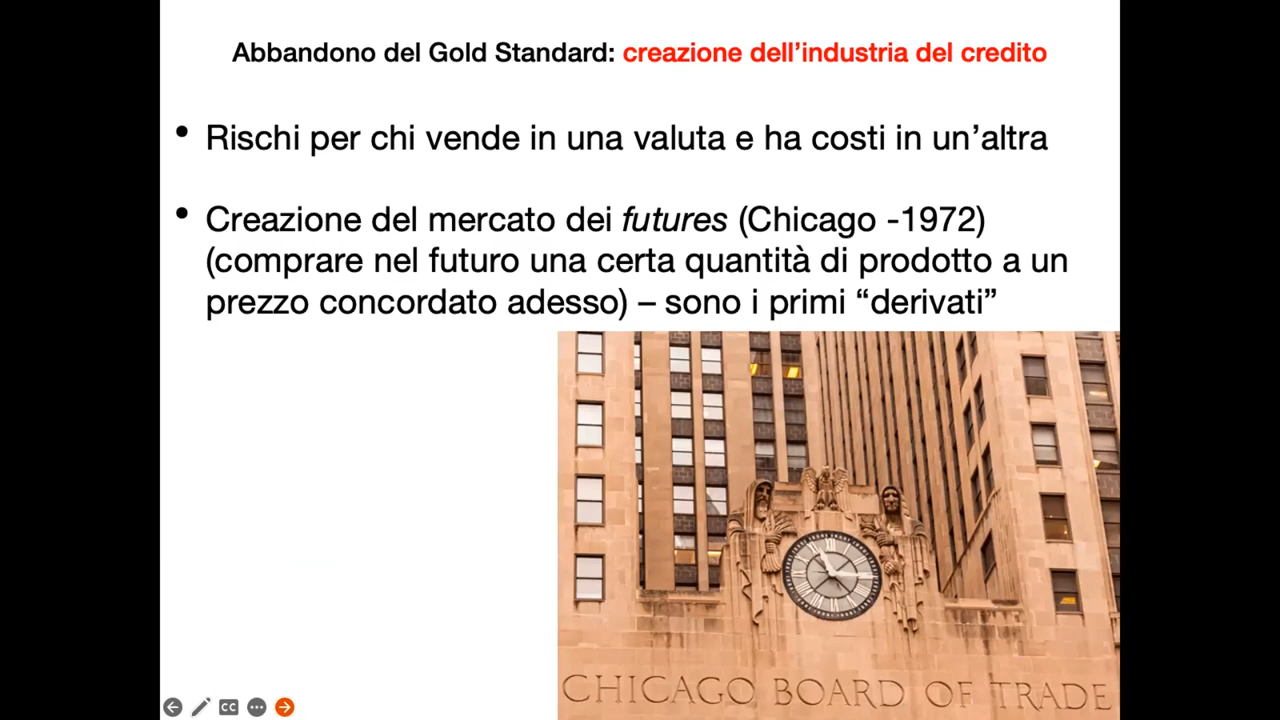 Abbandono del Gold Standard: creazione dell’industria del credito
• Rischi per chi vende in una valuta e ha costi in un’altra
• Creazione del mercato dei futures (Chicago -1972)
(comprare nel futuro una certa quantità di prodotto a un
prezzo concordato adesso) – sono i primi “derivati”
CHICAGO BOARD OF TRADE
CC